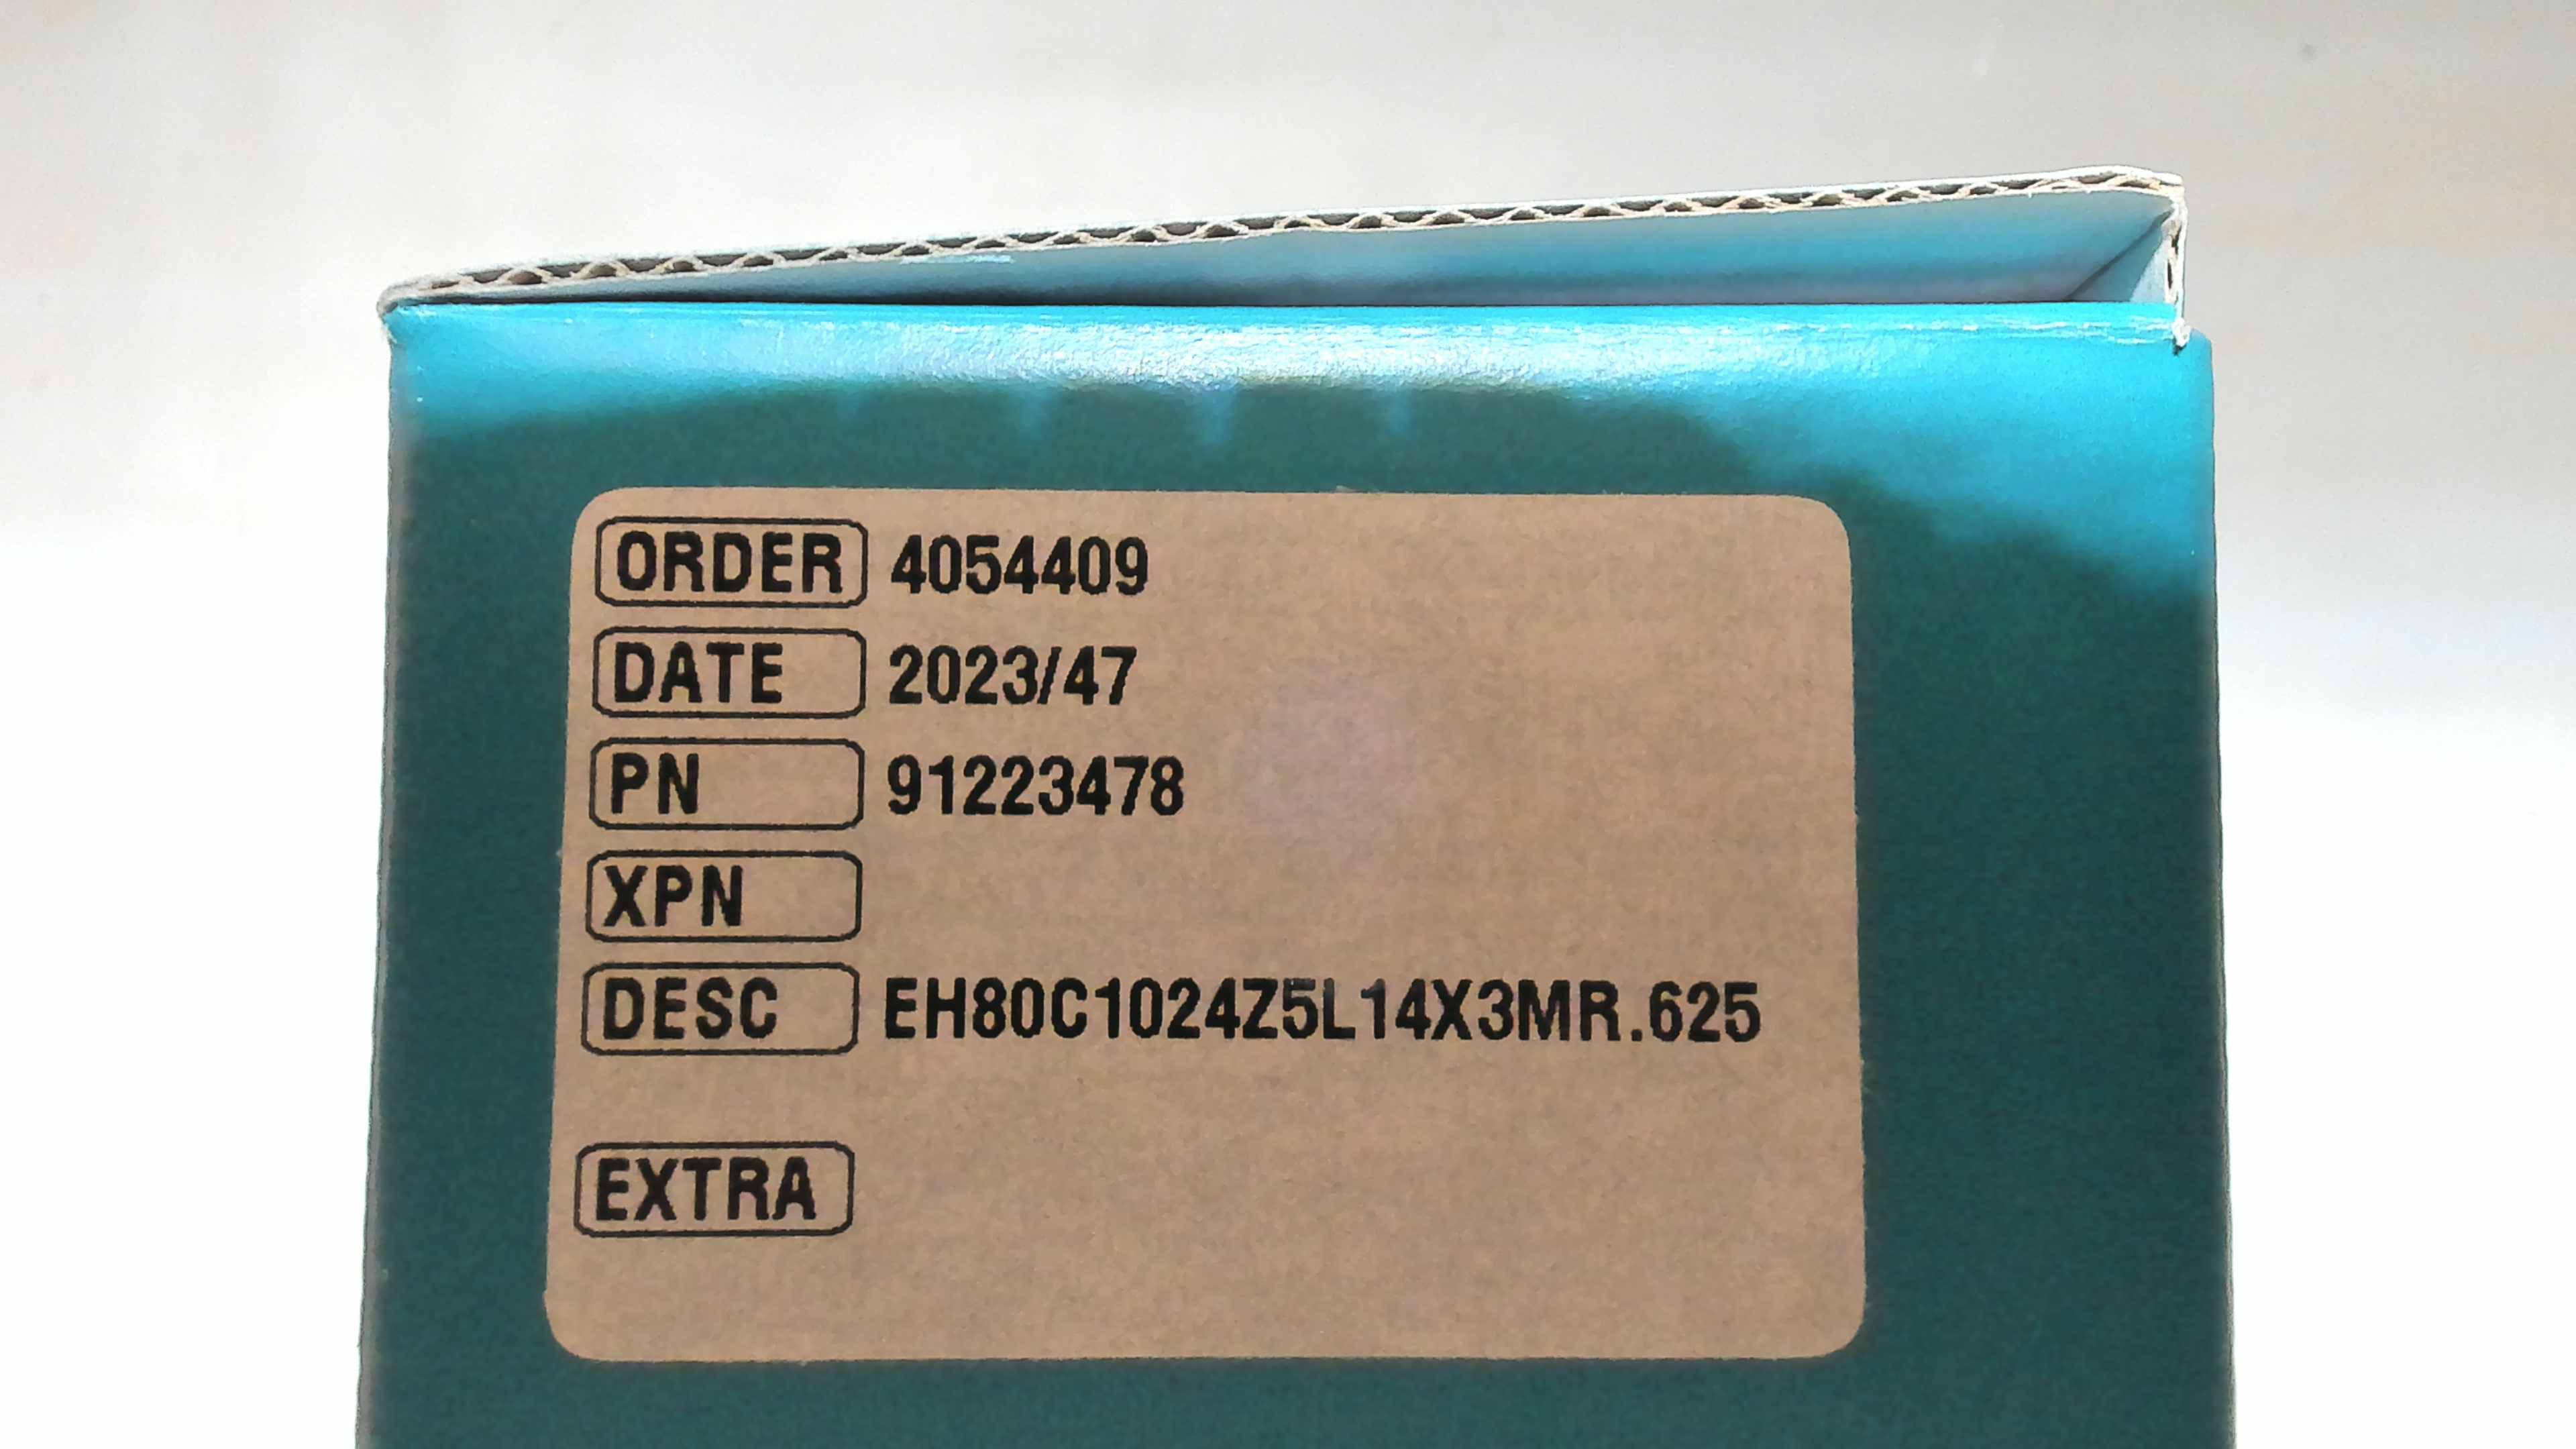 ORDER 4054409
DATE 2023/47
PN 91223478
XPN
DESC EH80C1024Z5L14X3MR.625
EXTRA